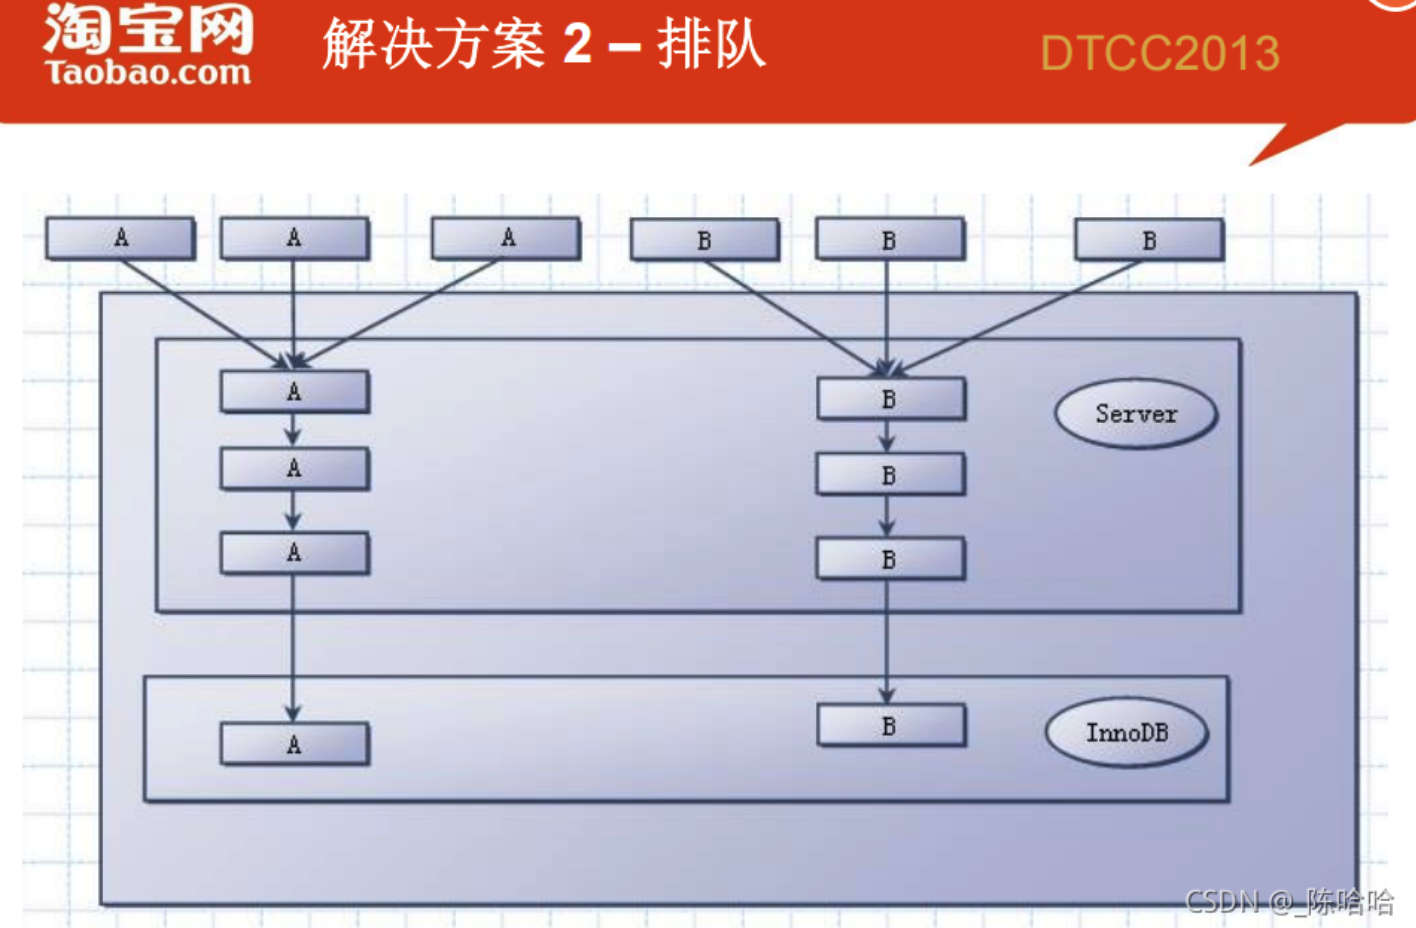 淘宝网
Taobao.com
解决方案 2 – 排队
DTCC2013
A A A B B B
A B
Server
A B
A B
A B
InnoDB
CSDN @_陈哈哈